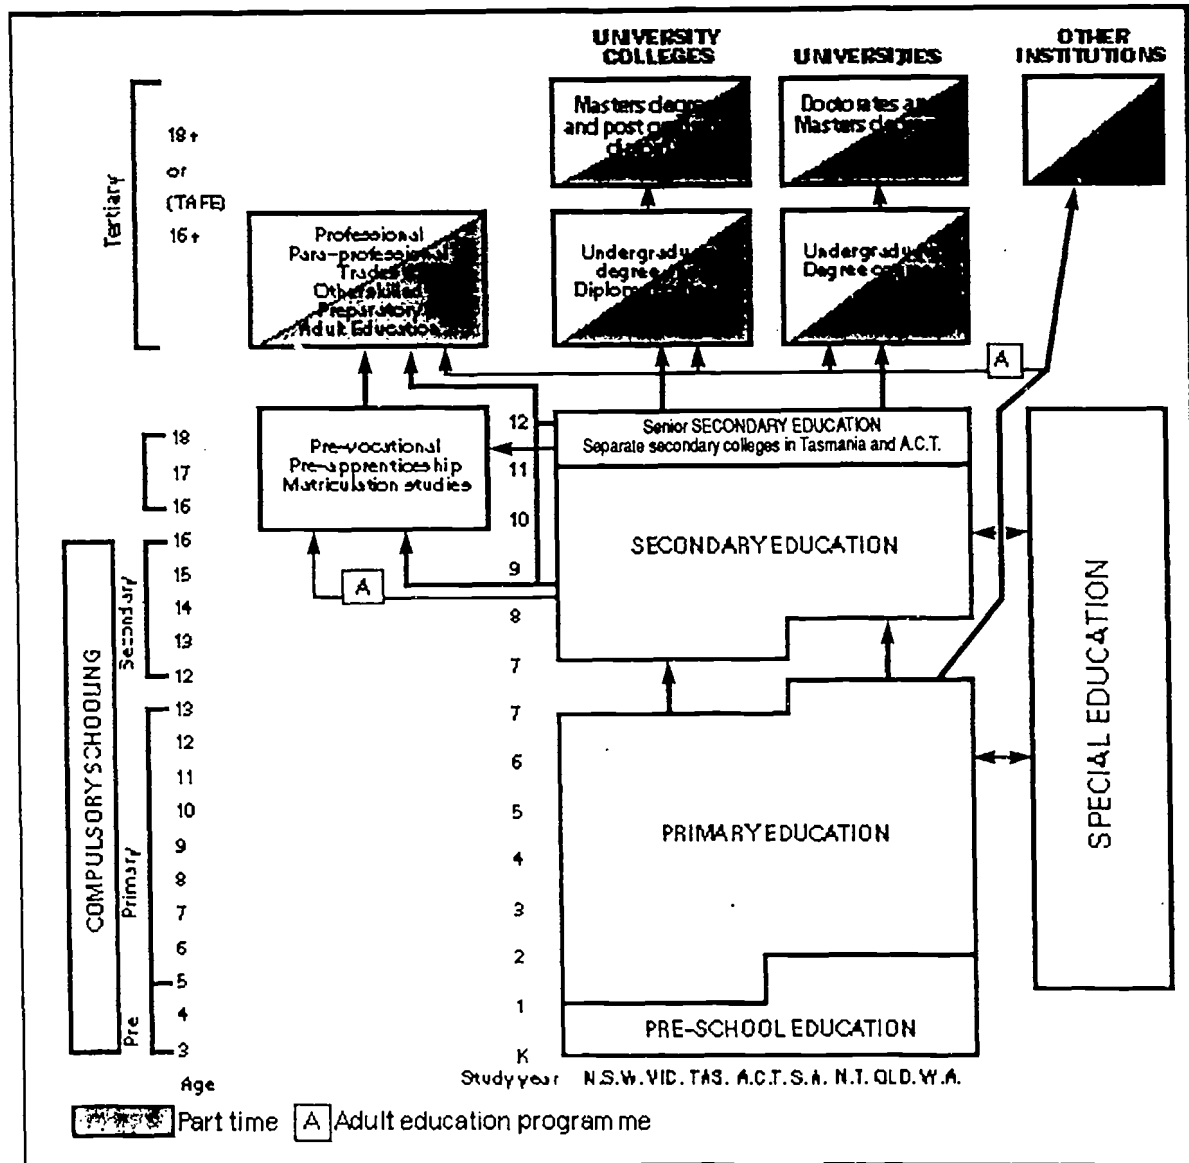 UNIVERSITY
COLLEGES
UNIVERSITIES
OTHER
INSTITUTIONS
Masters
and post
Doctorates
Masters
Tertiary
18+
or
(TAFE)
16+
Professional
Para-professional
Trades
Other skilled
Preparatory
Adult Education
Undergraduate
degree
Diploma
Undergraduate
Degree
A
18
17
16
Pre-vocational
Pre-apprenticeship
Matriculation studies
12
Senior SECONDARY EDUCATION
Separate secondary colleges in Tasmania and A.C.T.
11
10
9
8
7
SECONDARY EDUCATION
A
COMPULSORY SCHOOLING
Secondary
16
15
14
13
12
Primary
13
12
11
10
9
8
7
6
5
Pre
4
3
Age
7
6
5
4
3
2
1
K
Study year
PRIMARY EDUCATION
PRE-SCHOOL EDUCATION
SPECIAL EDUCATION
N.S.W. VIC. TAS. A.C.T. S.A. N.T. QLD. W.A.
Part time
A
Adult education programme